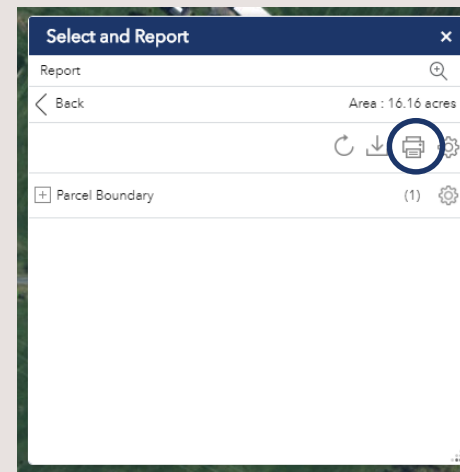 Select and Report
Report
Back Area : 16.16 acres
Parcel Boundary (1)